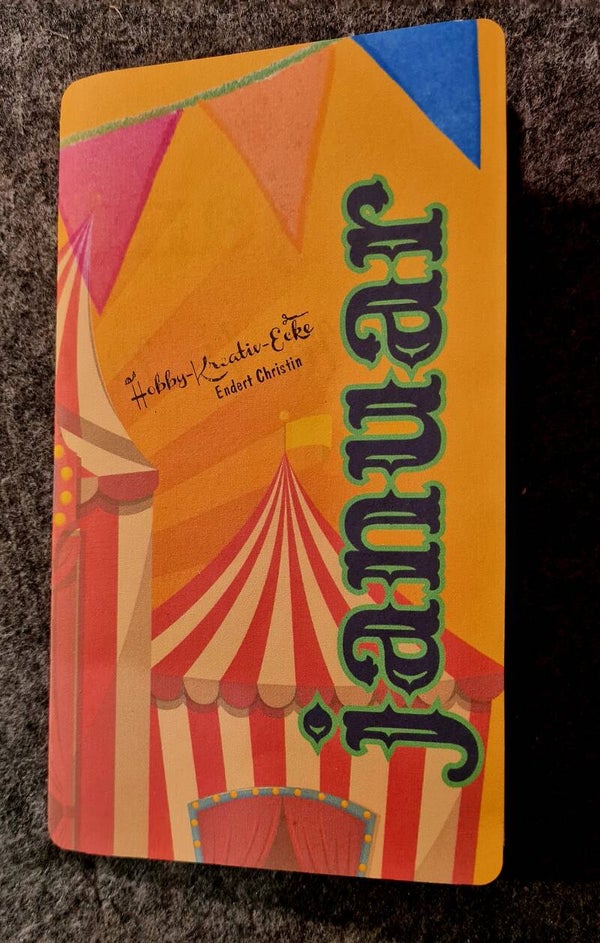 Hobby-Kreativ-Ecke
Endert Christin
januar